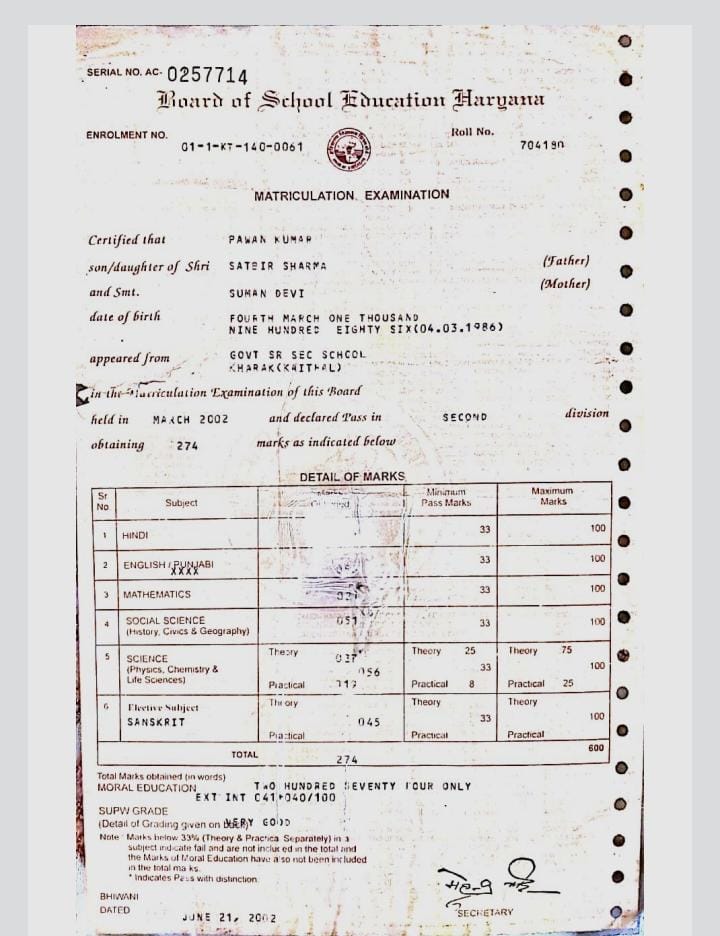 SERIAL NO. AC- 0257714
Board of School Education Haryana
ENROLMENT NO. 01-1-KT-140-0061
Roll No. 704190
MATRICULATION EXAMINATION
Certified that PAWAN KUMAR
son/daughter of Shri SATBIR SHARMA (Father)
and Smt. SUMAN DEVI (Mother)
date of birth FOURTH MARCH ONE THOUSAND
NINE HUNDRED EIGHTY SIX(04.03.1986)
appeared from GOVT SR SEC SCHOOL
KHARAK(KAITHAL)
in the Matriculation Examination of this Board
held in MARCH 2002 and declared Pass in SECOND division
obtaining 274 marks as indicated below
DETAIL OF MARKS
Sr No. Subject Marks Obtained Minimum Pass Marks Maximum Marks
1 HINDI 33 100
2 ENGLISH / PUNJABI 33 100
XXXX
3 MATHEMATICS 33 100
4 SOCIAL SCIENCE 051 33 100
(History, Civics & Geography)
5 SCIENCE Theory 037 Theory 25 Theory 75
(Physics, Chemistry & 056 33 100
Life Sciences) Practical Practical 8 Practical 25
6 Elective Subject Theory Theory Theory
SANSKRIT 045 33 100
Practical Practical Practical
TOTAL 274 600
Total Marks obtained (in words) TWO HUNDRED SEVENTY FOUR ONLY
MORAL EDUCATION EXT INT 041+040/100
SUPW GRADE
(Detail of Grading given on back) VERY GOOD
Note : Marks below 33% (Theory & Practical Separately) in a
subject indicate fail and are not included in the total and
the Marks of Moral Education have also not been included
in the total marks.
* Indicates Pass with distinction.
BHIWANI
DATED JUNE 21, 2002
SECRETARY